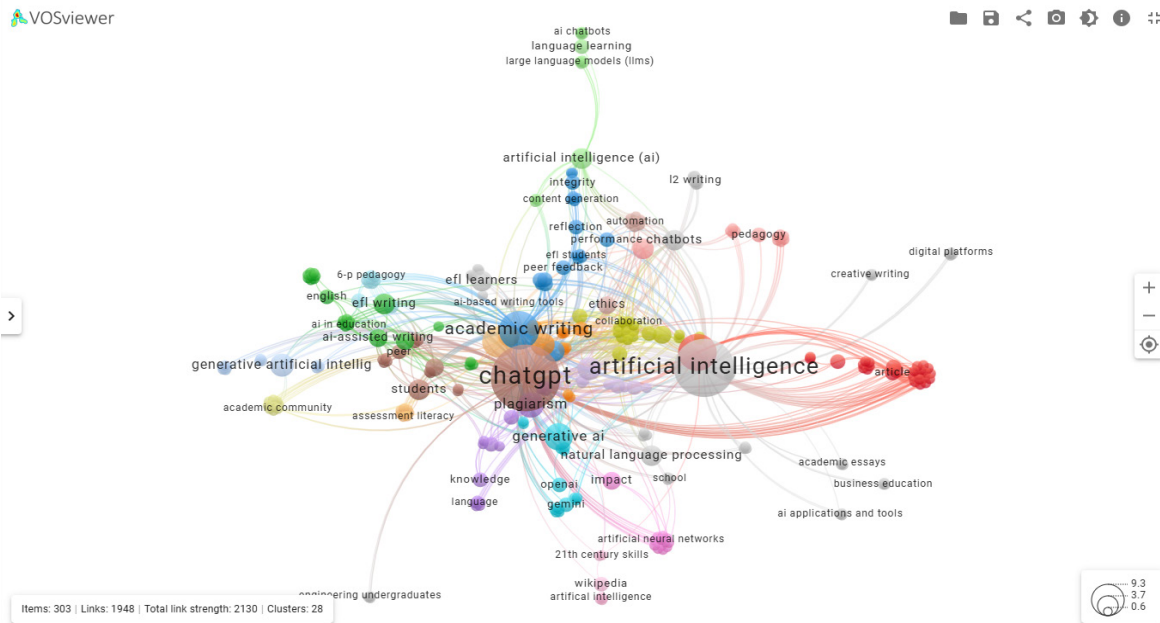 VOSviewer
ai chatbots
language learning
large language models (llms)
artificial intelligence (ai)
integrity
l2 writing
content generation
reflection
automation
performance
chatbots
pedagogy
digital platforms
efl students
peer feedback
creative writing
6-p pedagogy
efl learners
english
efl writing
ai-based writing tools
ethics
ai in education
academic writing
collaboration
ai-assisted writing
peer
generative artificial intellig
chatgpt
artificial intelligence
article
students
plagiarism
academic community
assessment literacy
generative ai
natural language processing
academic essays
knowledge
openai
impact
school
business education
language
gemini
ai applications and tools
artificial neural networks
21th century skills
wikipedia
artifical intelligence
engineering undergraduates
Items: 303 | Links: 1948 | Total link strength: 2130 | Clusters: 28
9.3
3.7
0.6